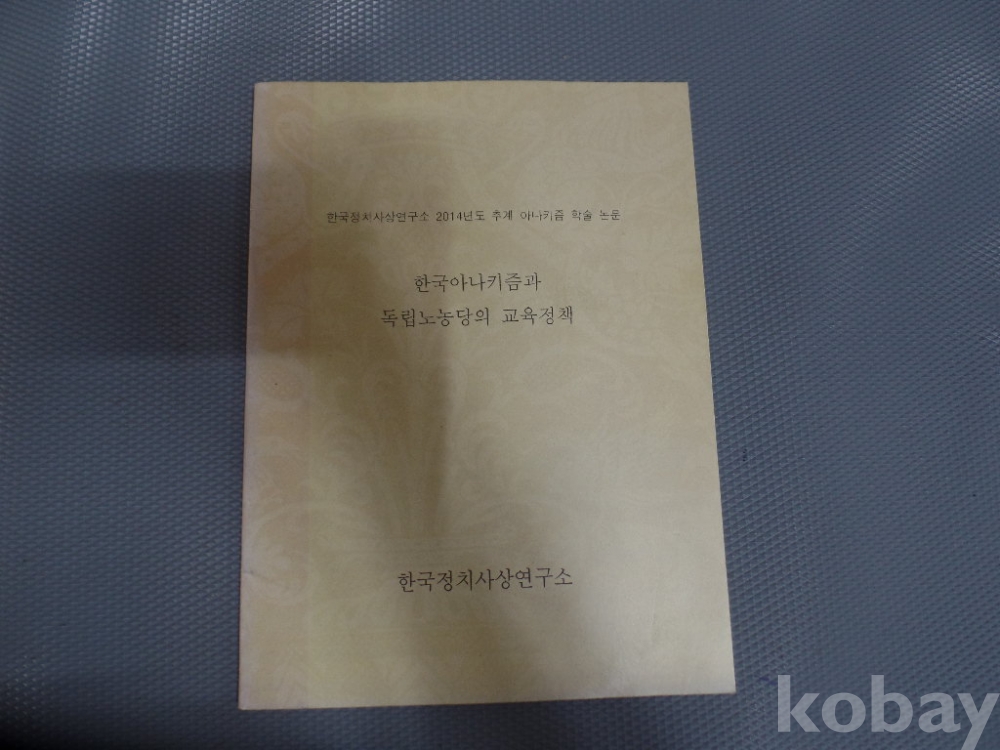 한국정치사상연구소 2014년도 추계 아나키즘 학술 논문
한국아나키즘과
독립노농당의 교육정책
한국정치사상연구소
kobay